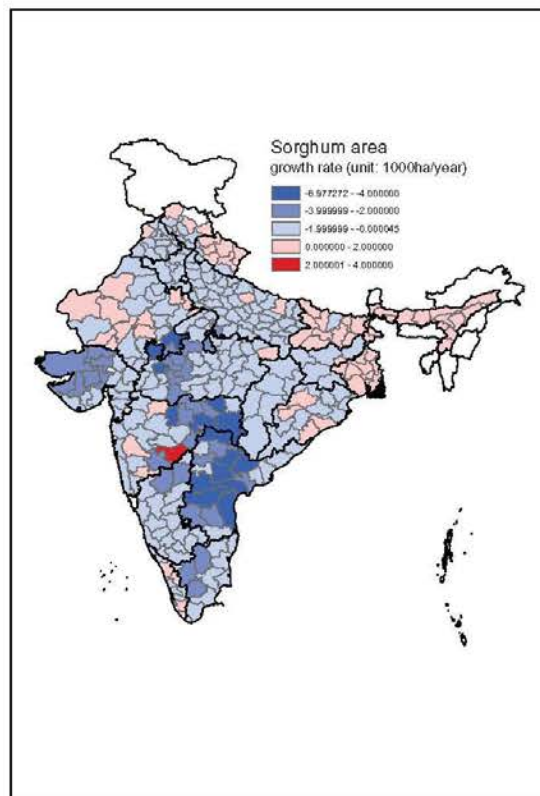 Sorghum area
growth rate (unit: 1000ha/year)
-6.977272 - -4.000000
-3.999999 - -2.000000
-1.999999 - -0.000045
0.000000 - 2.000000
2.000001 - 4.000000